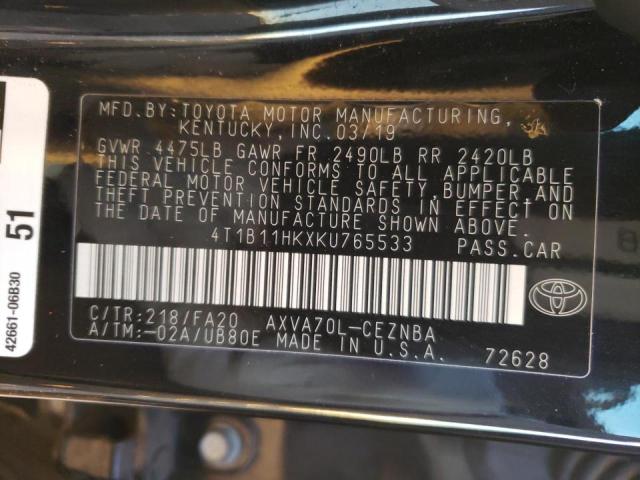 MFD.BY:TOYOTA MOTOR MANUFACTURING,
KENTUCKY, INC. 03/19
GVWR 4475LB GAWR FR 2490LB RR 2420LB
THIS VEHICLE CONFORMS TO ALL APPLICABLE
FEDERAL MOTOR VEHICLE SAFETY, BUMPER, AND
THEFT PREVENTION STANDARDS IN EFFECT ON
THE DATE OF MANUFACTURE SHOWN ABOVE.
4T1B11HKXKU765533 PASS.CAR
C/TR:218/FA20 AXVA70L-CEZNBA
A/TM:-02A/UB80E MADE IN U.S.A. 72628
51
42661-06B30